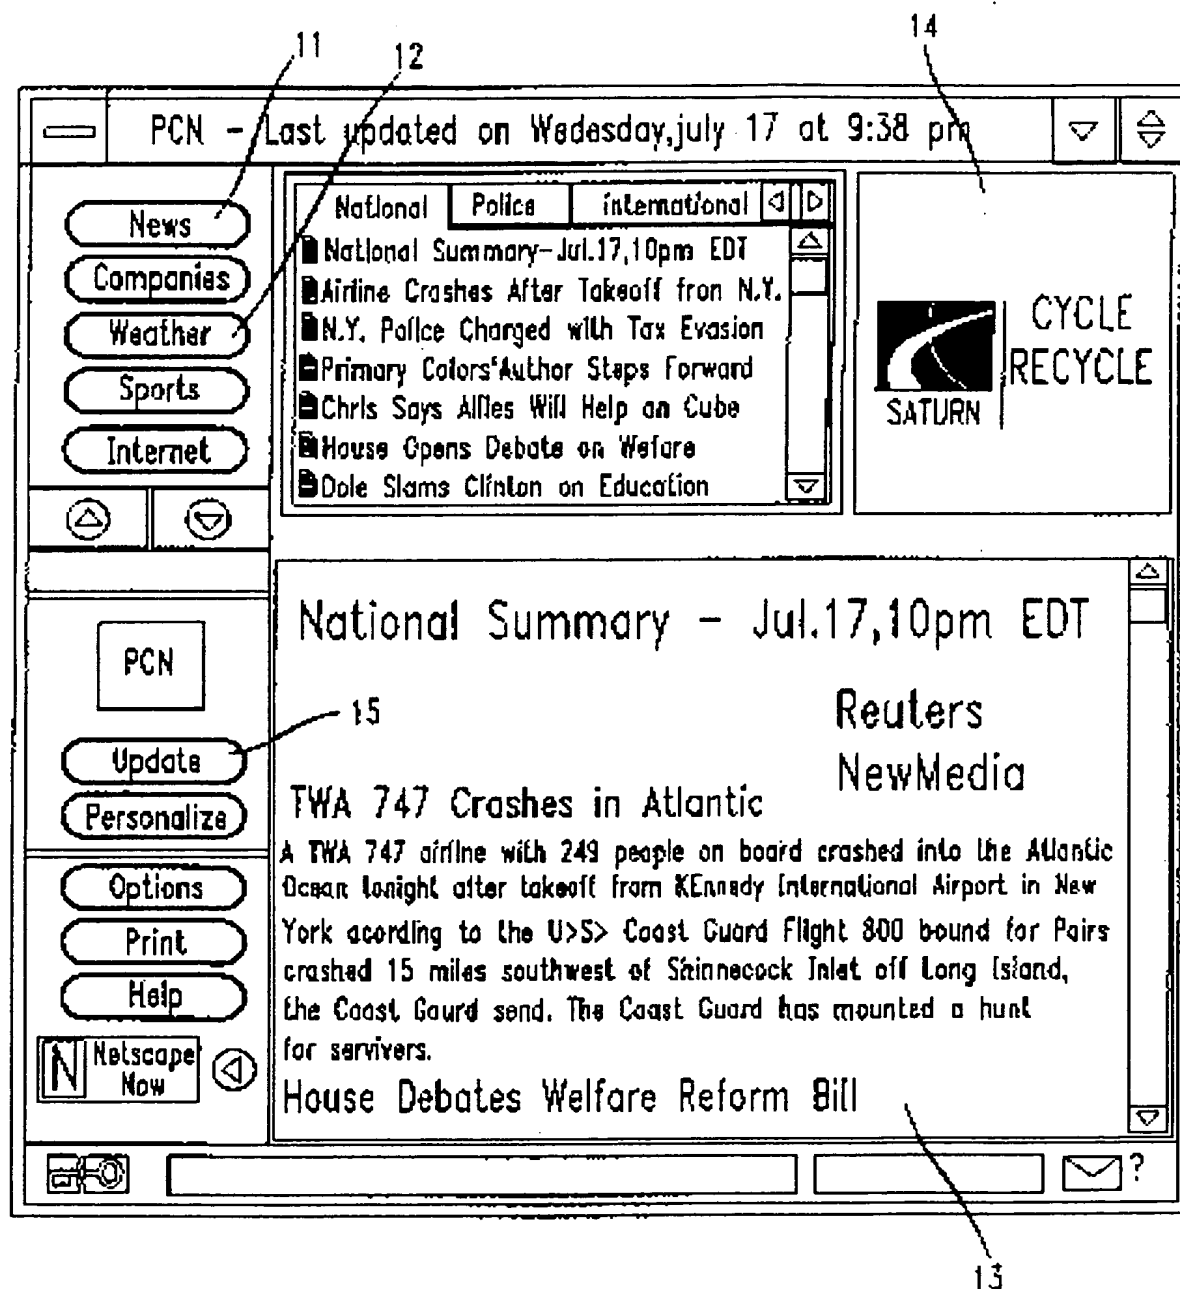 11
12
14
PCN - Last updated on Wedesday,july 17 at 9:38 pm
News
Companies
Weather
Sports
Internet
National Police international
National Summary-Jul.17,10pm EDT
Airline Crashes After Takeoff fron N.Y.
N.Y. Police Charged with Tax Evasion
Primary Colors'Author Steps Forward
Chris Says Allies Will Help on Cube
House Opens Debate on Wefare
Dole Slams Clinton on Education
CYCLE
RECYCLE
SATURN
PCN
15
Update
Personalize
Options
Print
Help
N Netscape
Now
National Summary - Jul.17,10pm EDT
Reuters
NewMedia
TWA 747 Crashes in Atlantic
A TWA 747 airline with 249 people on board crashed into the Atlantic
Ocean tonight after takeoff from KEnnedy International Airport in New
York acording to the U>S> Coast Guard Flight 800 bound for Pairs
crashed 15 miles southwest of Shinnecock Inlet off Long Island,
the Coast Gaurd send. The Coast Guard has mounted a hunt
for servivers.
House Debates Welfare Reform Bill
?
13